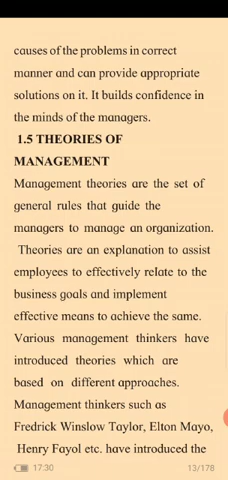 causes of the problems in correct
manner and can provide appropriate
solutions on it. It builds confidence in
the minds of the managers.
1.5 THEORIES OF
MANAGEMENT
Management theories are the set of
general rules that guide the
managers to manage an organization.
Theories are an explanation to assist
employees to effectively relate to the
business goals and implement
effective means to achieve the same.
Various management thinkers have
introduced theories which are
based on different approaches.
Management thinkers such as
Fredrick Winslow Taylor, Elton Mayo,
Henry Fayol etc. have introduced the
17:30 13/178